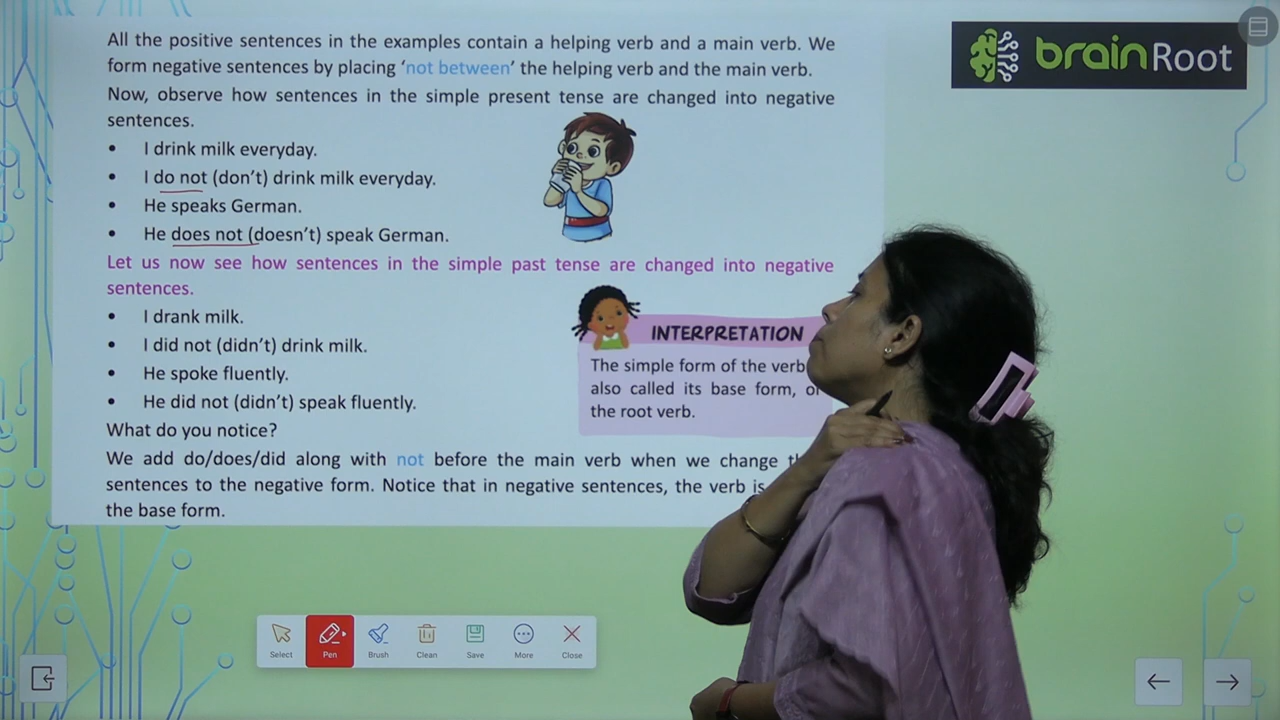 All the positive sentences in the examples contain a helping verb and a main verb. We
form negative sentences by placing ‘not between’ the helping verb and the main verb.
Now, observe how sentences in the simple present tense are changed into negative
sentences.
• I drink milk everyday.
• I do not (don’t) drink milk everyday.
• He speaks German.
• He does not (doesn’t) speak German.
Let us now see how sentences in the simple past tense are changed into negative
sentences.
• I drank milk.
• I did not (didn’t) drink milk.
• He spoke fluently.
• He did not (didn’t) speak fluently.
What do you notice?
We add do/does/did along with not before the main verb when we change
sentences to the negative form. Notice that in negative sentences, the verb is
the base form.
INTERPRETATION
The simple form of the verb
also called its base form, or
the root verb.
brainRoot
Select Pen Brush Clean Save More Close